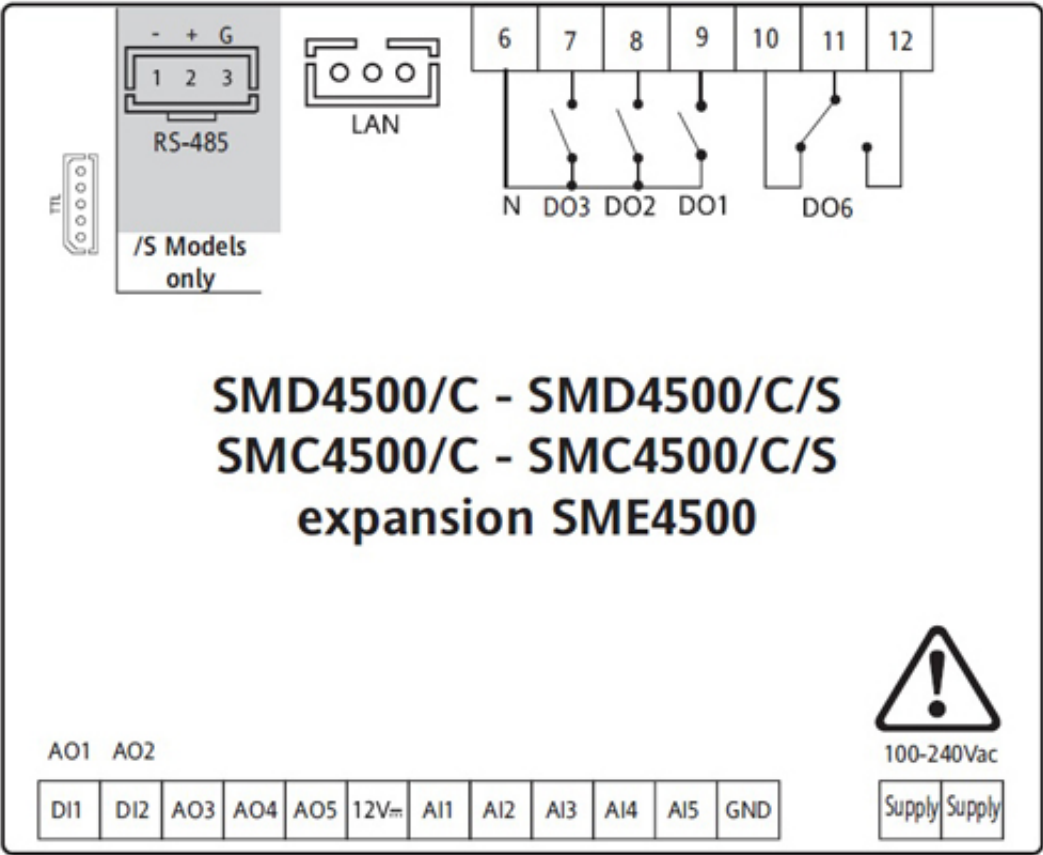 - + G
1 2 3
RS-485
LAN
TTL
/S Models
only
6 7 8 9 10 11 12
N DO3 DO2 DO1 DO6
SMD4500/C - SMD4500/C/S
SMC4500/C - SMC4500/C/S
expansion SME4500
AO1 AO2
DI1 DI2 AO3 AO4 AO5 12V⎓ AI1 AI2 AI3 AI4 AI5 GND
100-240Vac
Supply Supply